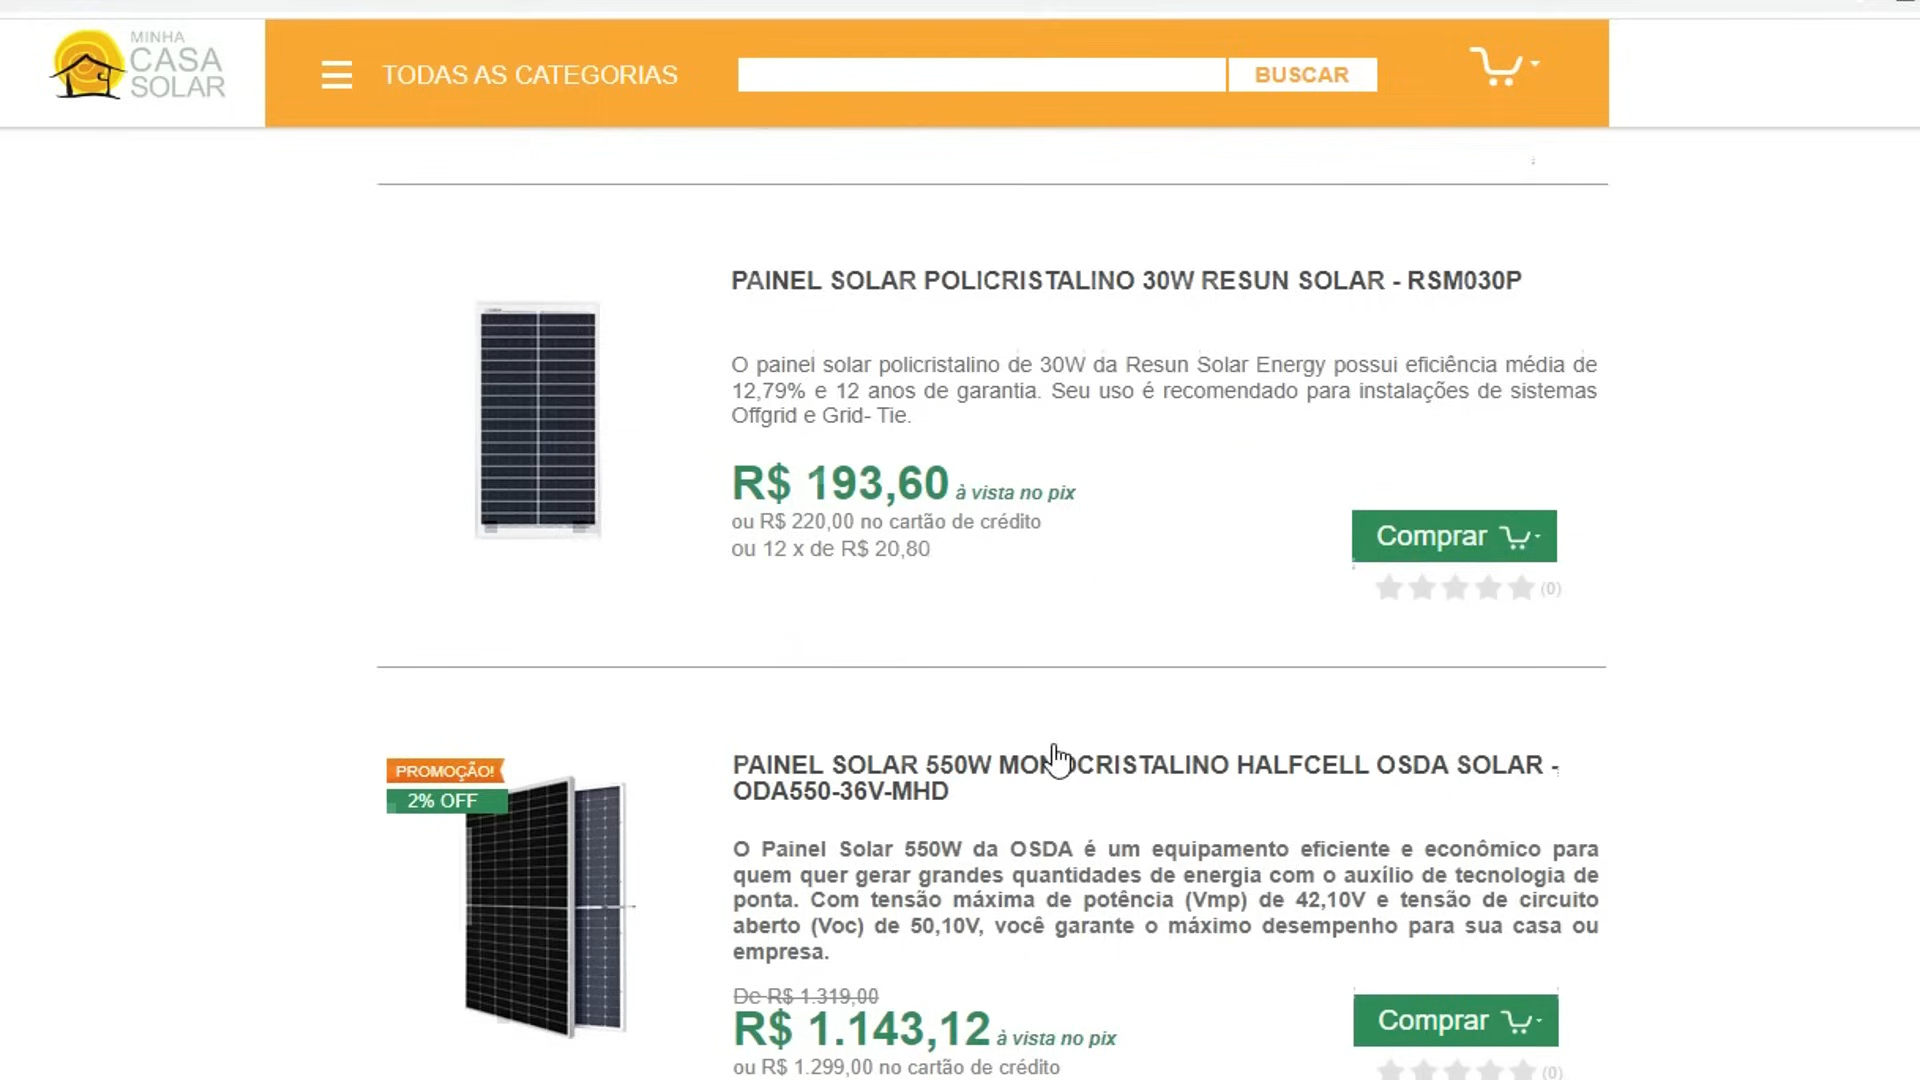 MINHA
CASA
SOLAR
TODAS AS CATEGORIAS
BUSCAR
PAINEL SOLAR POLICRISTALINO 30W RESUN SOLAR - RSM030P
O painel solar policristalino de 30W da Resun Solar Energy possui eficiência média de
12,79% e 12 anos de garantia. Seu uso é recomendado para instalações de sistemas
Offgrid e Grid- Tie.
R$ 193,60 à vista no pix
ou R$ 220,00 no cartão de crédito
ou 12 x de R$ 20,80
Comprar
(0)
PROMOÇÃO!
2% OFF
PAINEL SOLAR 550W MONOCRISTALINO HALFCELL OSDA SOLAR -
ODA550-36V-MHD
O Painel Solar 550W da OSDA é um equipamento eficiente e econômico para
quem quer gerar grandes quantidades de energia com o auxílio de tecnologia de
ponta. Com tensão máxima de potência (Vmp) de 42,10V e tensão de circuito
aberto (Voc) de 50,10V, você garante o máximo desempenho para sua casa ou
empresa.
De R$ 1.319,00
R$ 1.143,12 à vista no pix
ou R$ 1.299,00 no cartão de crédito
Comprar
(0)